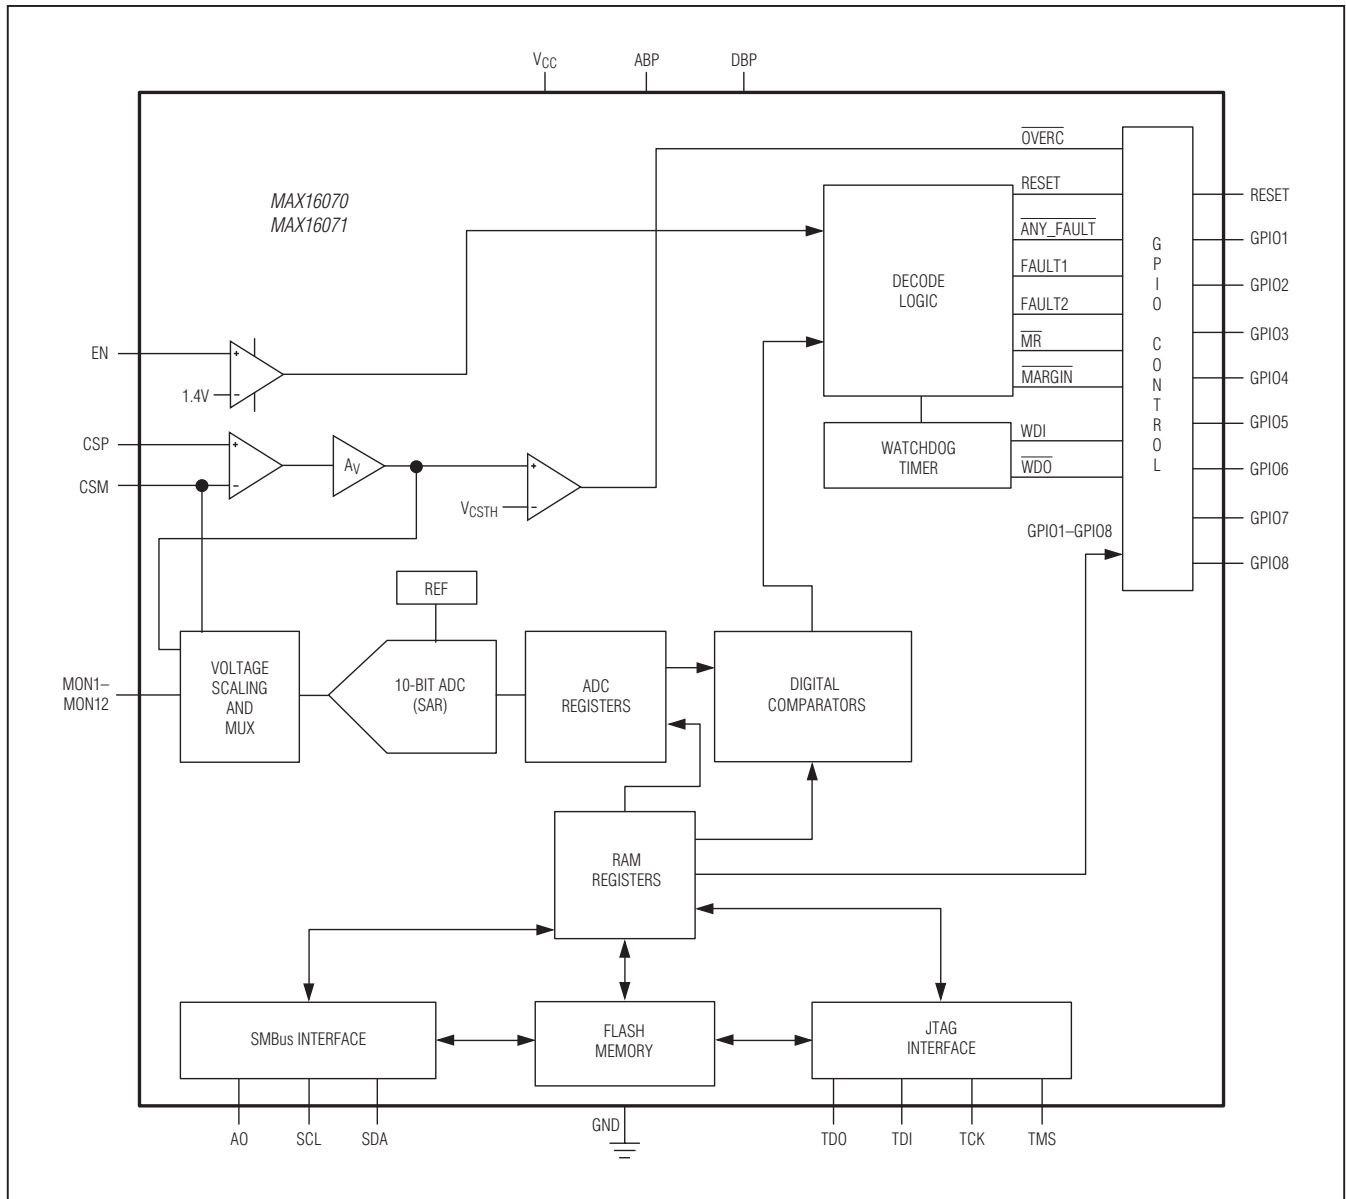 VCC
ABP
DBP
MAX16070
MAX16071
OVERC
RESET
ANY_FAULT
FAULT1
FAULT2
MR
MARGIN
WDI
WDO
GPIO1–GPIO8
GPIO CONTROL
RESET
GPIO1
GPIO2
GPIO3
GPIO4
GPIO5
GPIO6
GPIO7
GPIO8
DECODE
LOGIC
WATCHDOG
TIMER
EN
+
–
1.4V
CSP
CSM
+
–
AV
+
–
VCSTH
REF
MON1–
MON12
VOLTAGE
SCALING
AND
MUX
10-BIT ADC
(SAR)
ADC
REGISTERS
DIGITAL
COMPARATORS
RAM
REGISTERS
SMBus INTERFACE
FLASH
MEMORY
JTAG
INTERFACE
A0
SCL
SDA
GND
TDO
TDI
TCK
TMS